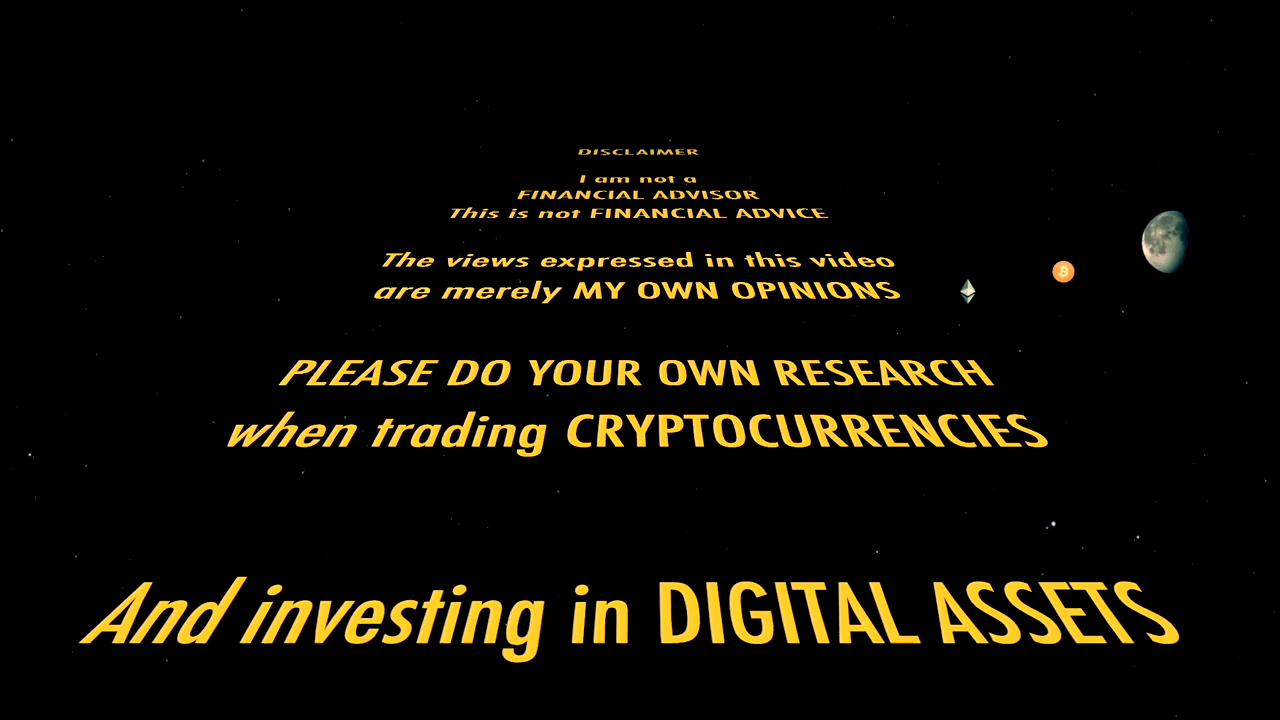 DISCLAIMER
I am not a
FINANCIAL ADVISOR
This is not FINANCIAL ADVICE
The views expressed in this video
are merely MY OWN OPINIONS
PLEASE DO YOUR OWN RESEARCH
when trading CRYPTOCURRENCIES
And investing in DIGITAL ASSETS